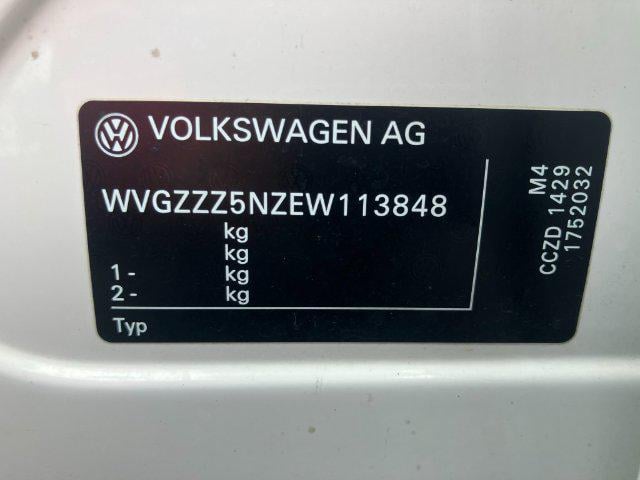 VOLKSWAGEN AG
WVGZZZ5NZEW113848
kg
kg
1- kg
2- kg
Typ
M4
CCZD 1429
1752032